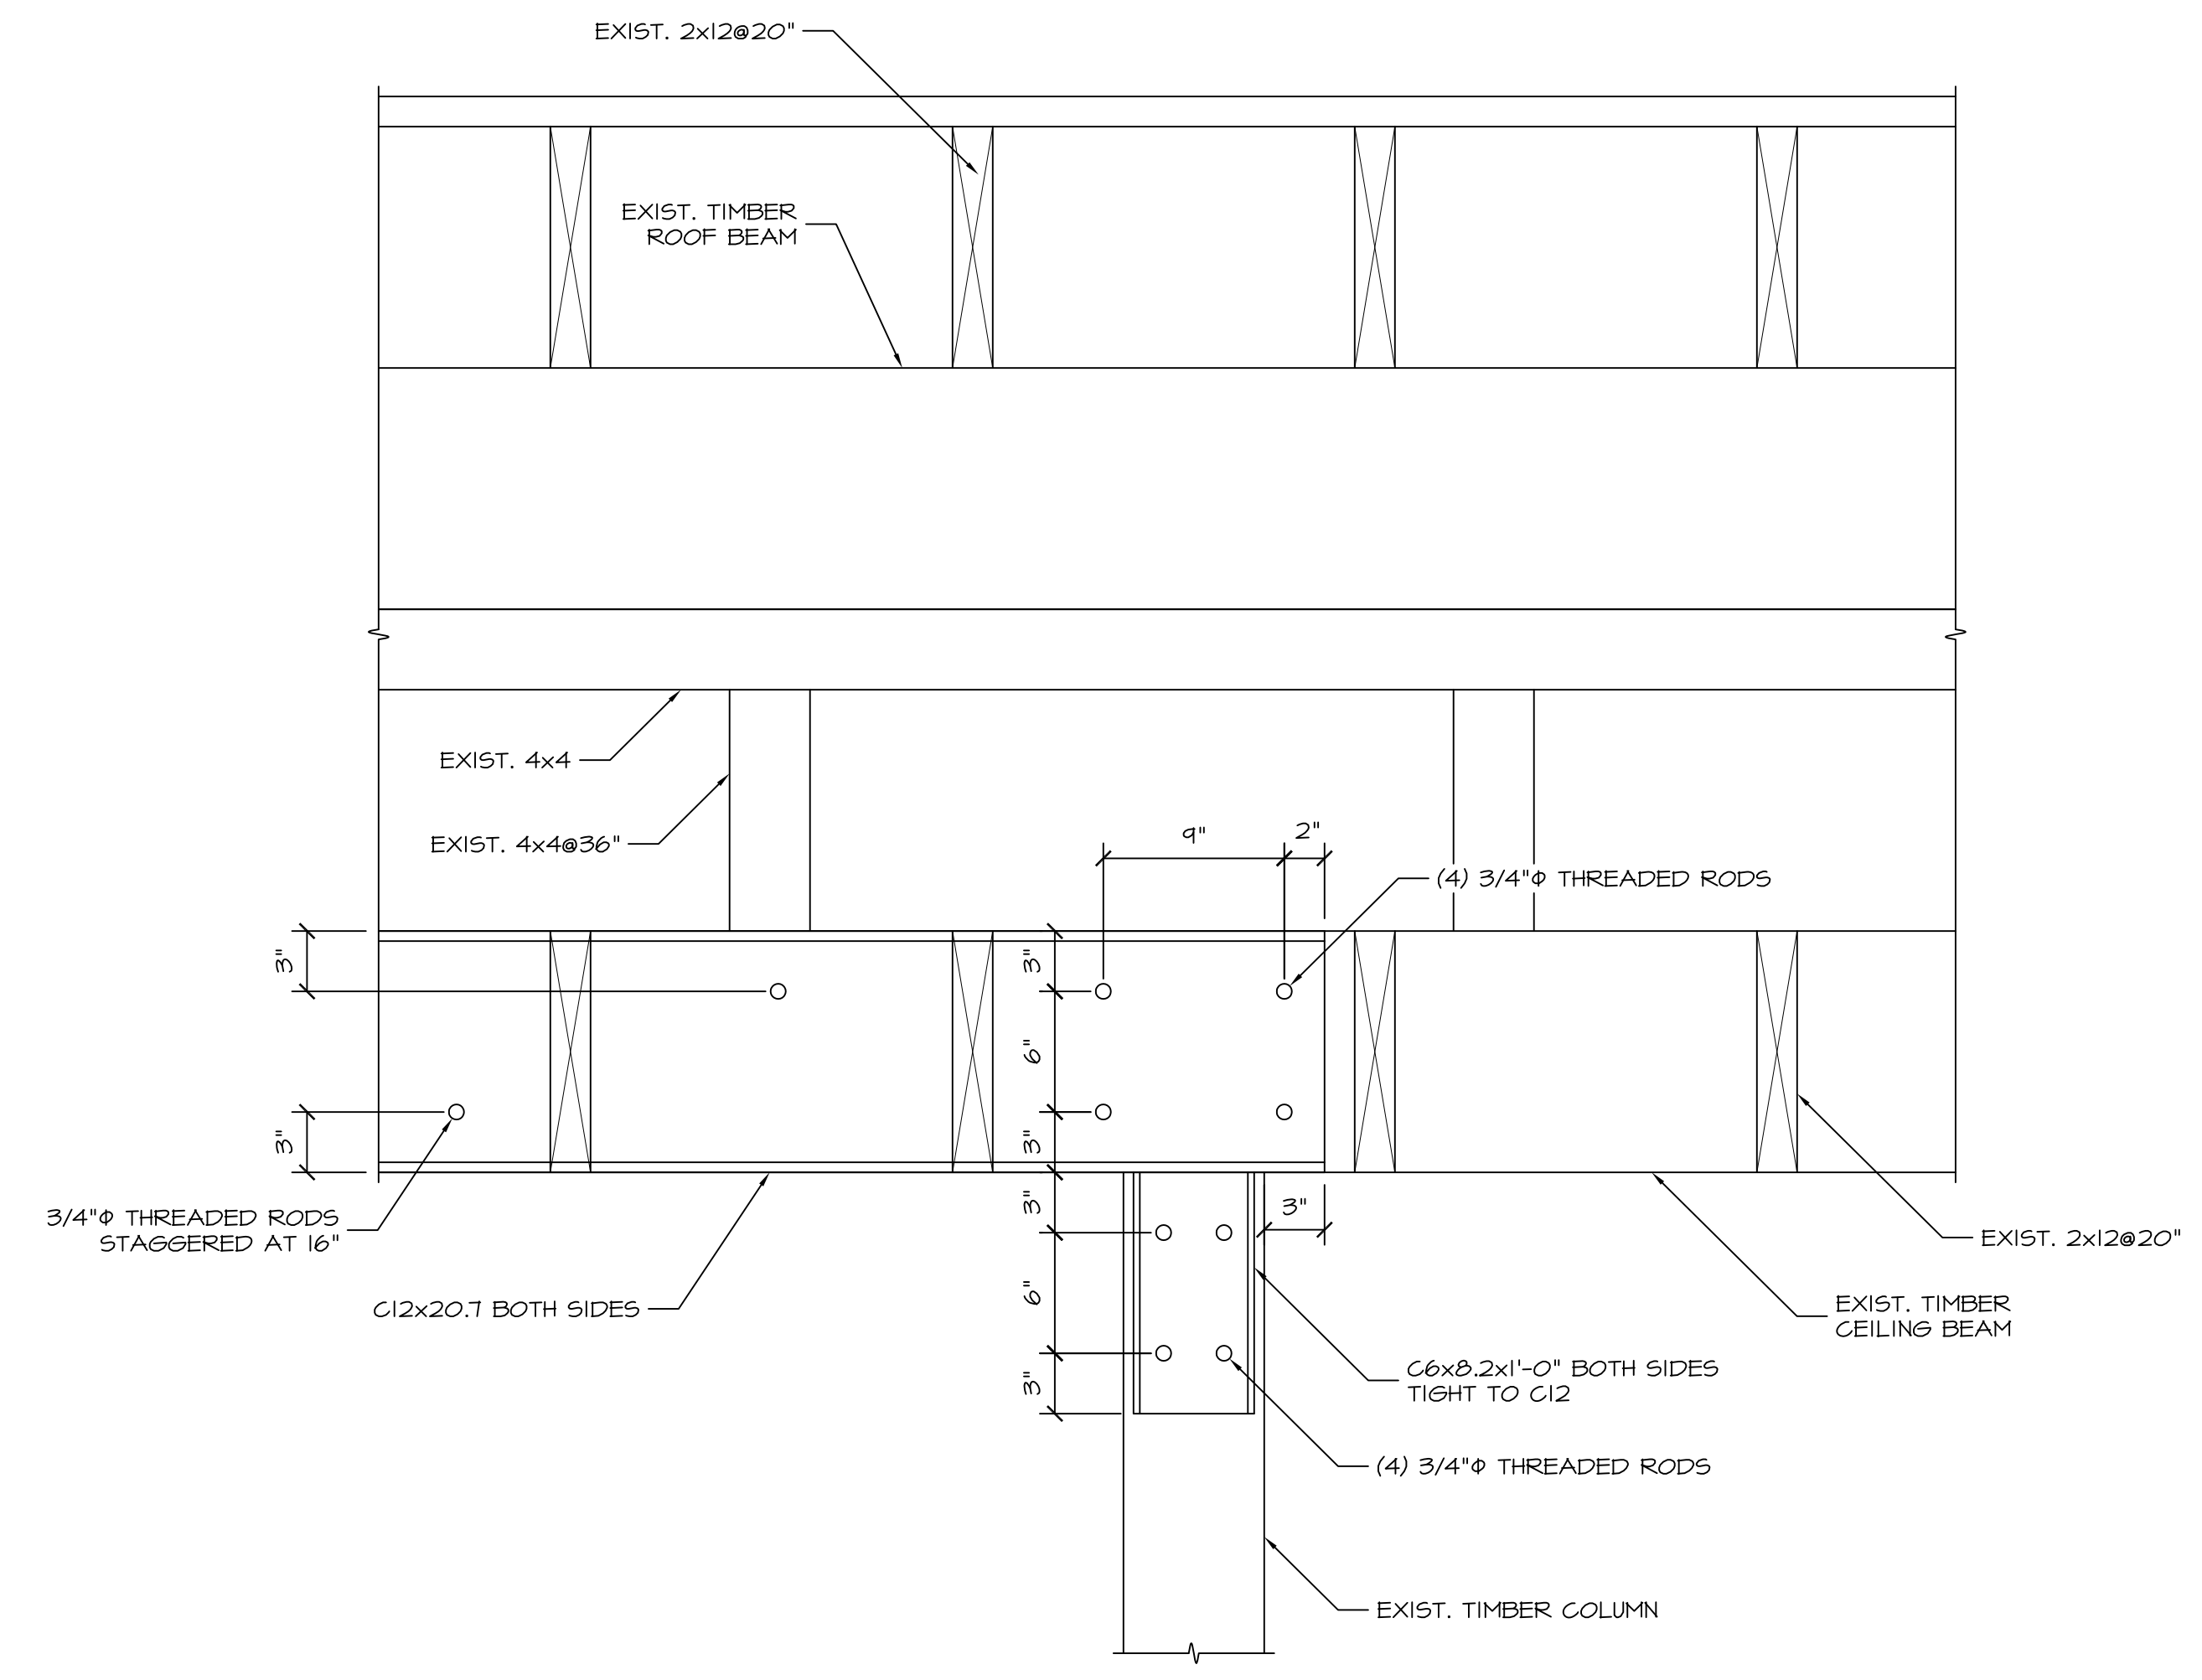 EXIST. 2x12@20"
EXIST. TIMBER
ROOF BEAM
EXIST. 4x4
EXIST. 4x4@36"
9"
2"
(4) 3/4"Φ THREADED RODS
3"
3"
6"
3"
3"
3"
6"
3"
3"
3/4"Φ THREADED RODS
STAGGERED AT 16"
C12x20.7 BOTH SIDES
EXIST. 2x12@20"
EXIST. TIMBER
CEILING BEAM
C6x8.2x1'-0" BOTH SIDES
TIGHT TO C12
(4) 3/4"Φ THREADED RODS
EXIST. TIMBER COLUMN